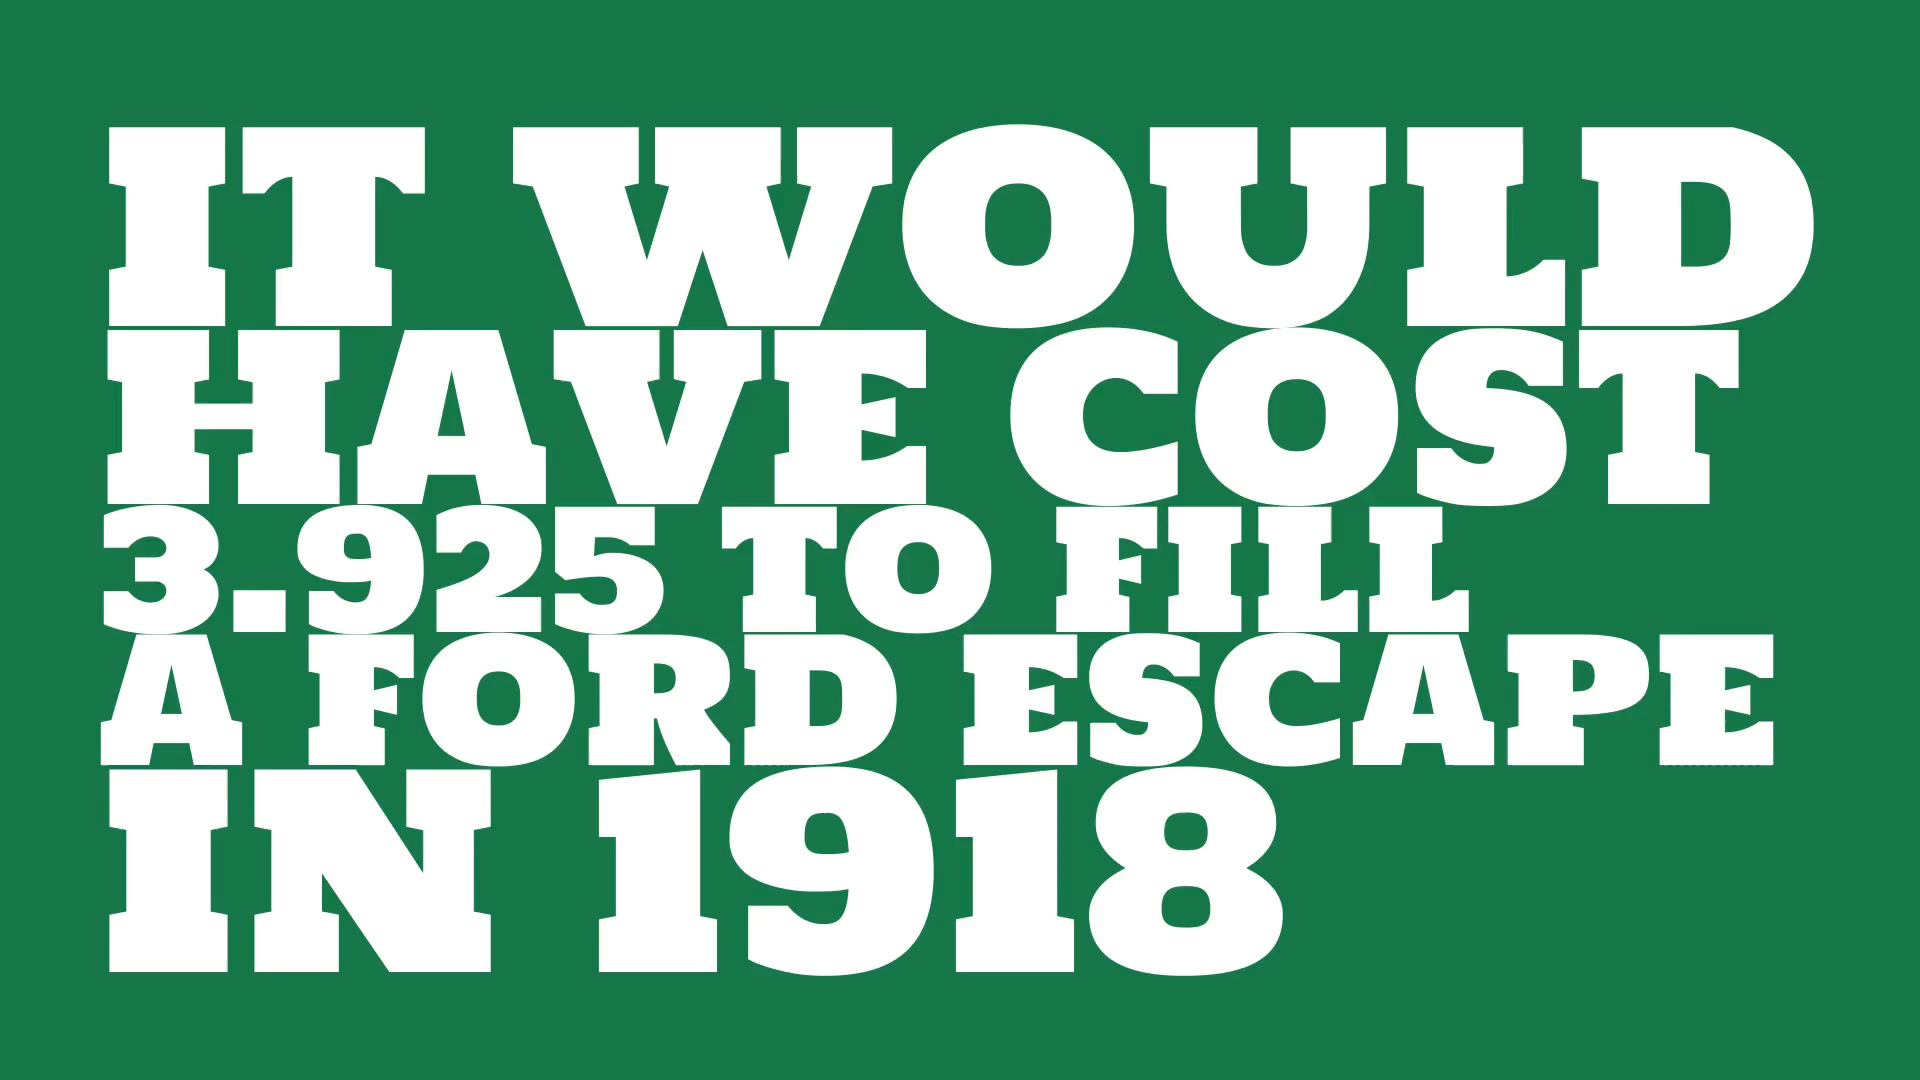 IT WOULD
HAVE COST
3.925 TO FILL
A FORD ESCAPE
IN 1918